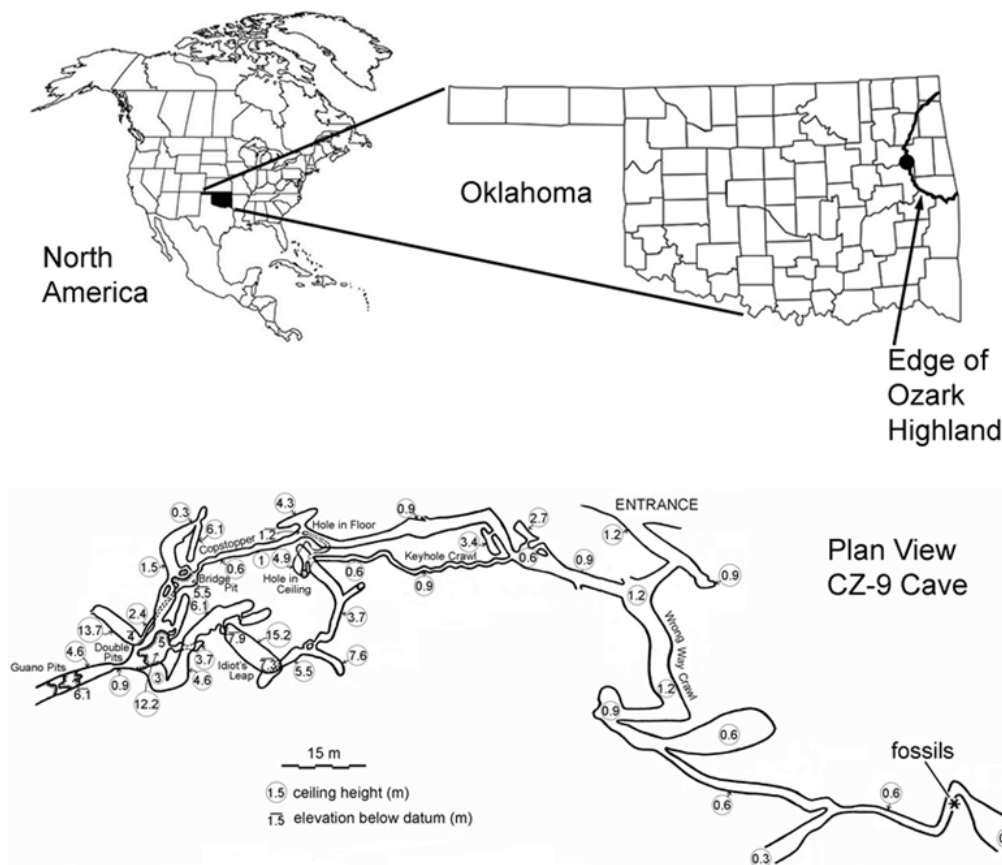 North
America
Oklahoma
Edge of
Ozark
Highland
ENTRANCE
Plan View
CZ-9 Cave
4.3
Hole in Floor
0.9
2.7
1.2
0.3
6.1
Copstopper
1.2
3.4
Keyhole Crawl
0.6
0.9
0.9
1.5
0.6
1
4.9
Hole in
Ceiling
0.6
0.9
1.2
Bridge
Pit
5.5
6.1
2.4
3.7
Wrong Way Crawl
13.7
4
Double
Pits
5
7.9
15.2
Guano Pits
4.6
3.7
Idiot's
Leap
7.3
5.5
7.6
6.1
0.9
3
4.6
12.2
1.2
0.9
0.6
15 m
fossils
1.5 ceiling height (m)
1.5 elevation below datum (m)
0.6
0.6
0.3